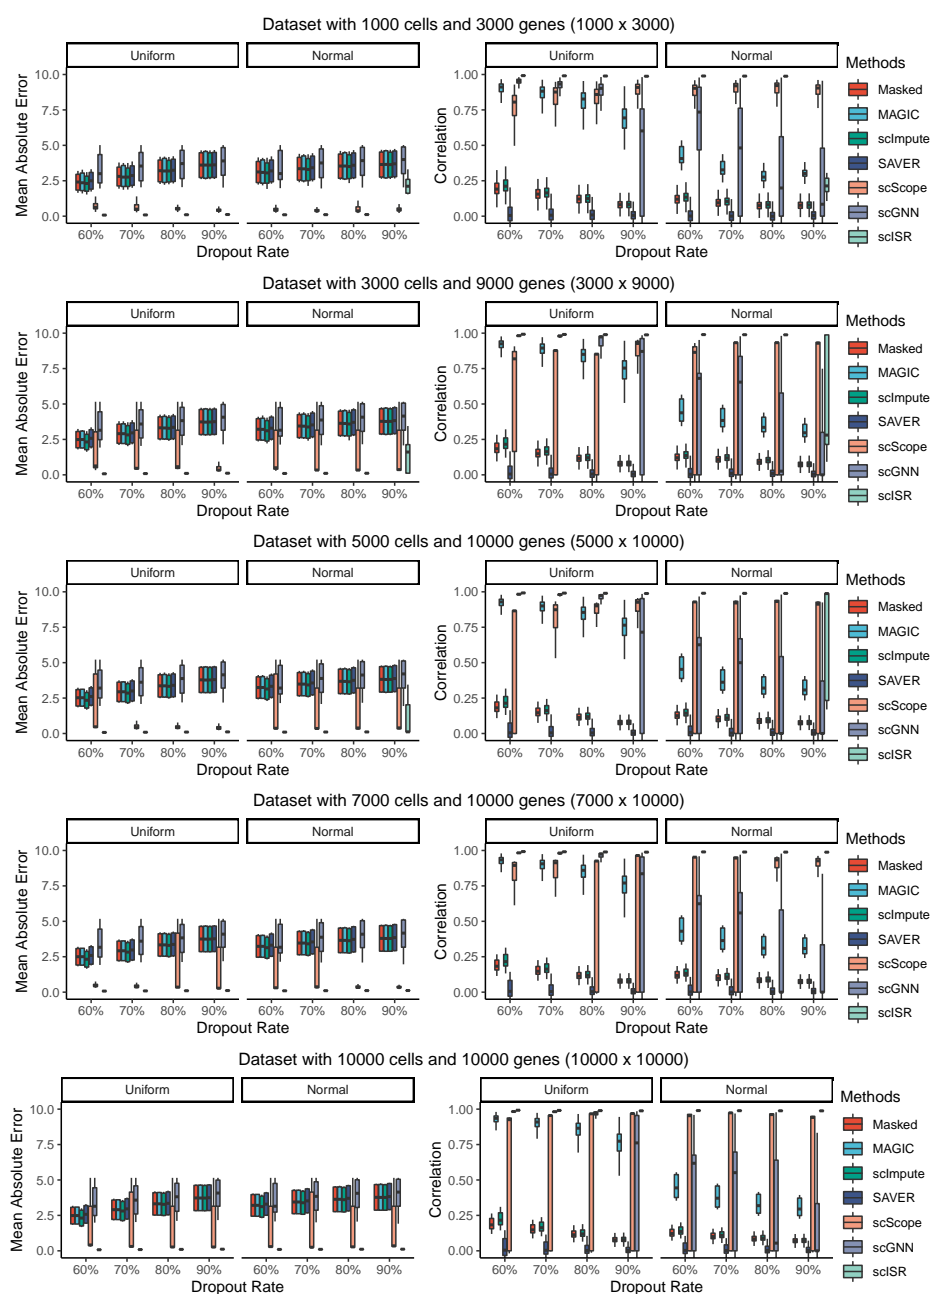 Dataset with 1000 cells and 3000 genes (1000 x 3000)
Uniform Normal Uniform Normal
Mean Absolute Error
10.0
7.5
5.0
2.5
0.0
60% 70% 80% 90% 60% 70% 80% 90%
Dropout Rate
Correlation
1.00
0.75
0.50
0.25
0.00
60% 70% 80% 90% 60% 70% 80% 90%
Dropout Rate
Methods
Masked
MAGIC
scImpute
SAVER
scScope
scGNN
scISR
Dataset with 3000 cells and 9000 genes (3000 x 9000)
Uniform Normal Uniform Normal
Mean Absolute Error
10.0
7.5
5.0
2.5
0.0
60% 70% 80% 90% 60% 70% 80% 90%
Dropout Rate
Correlation
1.00
0.75
0.50
0.25
0.00
60% 70% 80% 90% 60% 70% 80% 90%
Dropout Rate
Methods
Masked
MAGIC
scImpute
SAVER
scScope
scGNN
scISR
Dataset with 5000 cells and 10000 genes (5000 x 10000)
Uniform Normal Uniform Normal
Mean Absolute Error
10.0
7.5
5.0
2.5
0.0
60% 70% 80% 90% 60% 70% 80% 90%
Dropout Rate
Correlation
1.00
0.75
0.50
0.25
0.00
60% 70% 80% 90% 60% 70% 80% 90%
Dropout Rate
Methods
Masked
MAGIC
scImpute
SAVER
scScope
scGNN
scISR
Dataset with 7000 cells and 10000 genes (7000 x 10000)
Uniform Normal Uniform Normal
Mean Absolute Error
10.0
7.5
5.0
2.5
0.0
60% 70% 80% 90% 60% 70% 80% 90%
Dropout Rate
Correlation
1.00
0.75
0.50
0.25
0.00
60% 70% 80% 90% 60% 70% 80% 90%
Dropout Rate
Methods
Masked
MAGIC
scImpute
SAVER
scScope
scGNN
scISR
Dataset with 10000 cells and 10000 genes (10000 x 10000)
Uniform Normal Uniform Normal
Mean Absolute Error
10.0
7.5
5.0
2.5
0.0
60% 70% 80% 90% 60% 70% 80% 90%
Dropout Rate
Correlation
1.00
0.75
0.50
0.25
0.00
60% 70% 80% 90% 60% 70% 80% 90%
Dropout Rate
Methods
Masked
MAGIC
scImpute
SAVER
scScope
scGNN
scISR